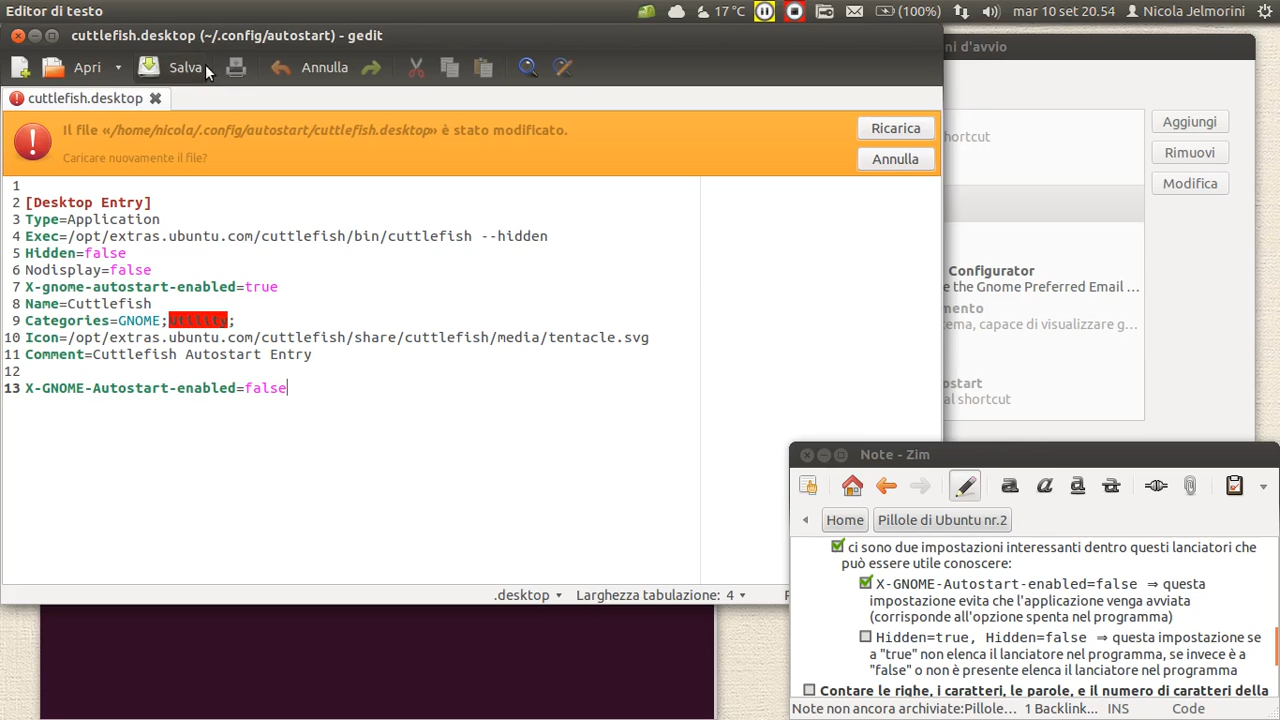 Editor di testo
17 °C
(100%)
mar 10 set 20.54
Nicola Jelmorini
cuttlefish.desktop (~/.config/autostart) - gedit
ni d'avvio
Apri
Salva
Annulla
cuttlefish.desktop
Il file «/home/nicola/.config/autostart/cuttlefish.desktop» è stato modificato.
Caricare nuovamente il file?
Ricarica
Annulla
hortcut
Aggiungi
Rimuovi
Modifica
1
2 [Desktop Entry]
3 Type=Application
4 Exec=/opt/extras.ubuntu.com/cuttlefish/bin/cuttlefish --hidden
5 Hidden=false
6 Nodisplay=false
7 X-gnome-autostart-enabled=true
8 Name=Cuttlefish
9 Categories=GNOME;Utility;
10 Icon=/opt/extras.ubuntu.com/cuttlefish/share/cuttlefish/media/tentacle.svg
11 Comment=Cuttlefish Autostart Entry
12
13 X-GNOME-Autostart-enabled=false
Configurator
e the Gnome Preferred Email ...
mento
tema, capace di visualizzare g...
ostart
al shortcut
.desktop
Larghezza tabulazione: 4
Note - Zim
Home
Pillole di Ubuntu nr.2
ci sono due impostazioni interessanti dentro questi lanciatori che
può essere utile conoscere:
X-GNOME-Autostart-enabled=false ⇒ questa
impostazione evita che l'applicazione venga avviata
(corrisponde all'opzione spenta nel programma)
Hidden=true, Hidden=false ⇒ questa impostazione se
a "true" non elenca il lanciatore nel programma, se invece è a
"false" o non è presente elenca il lanciatore nel programma
Contare le righe, i caratteri, le parole, e il numero di caratteri della
Note non ancora archiviate:Pillole...
1 Backlink...
INS
Code